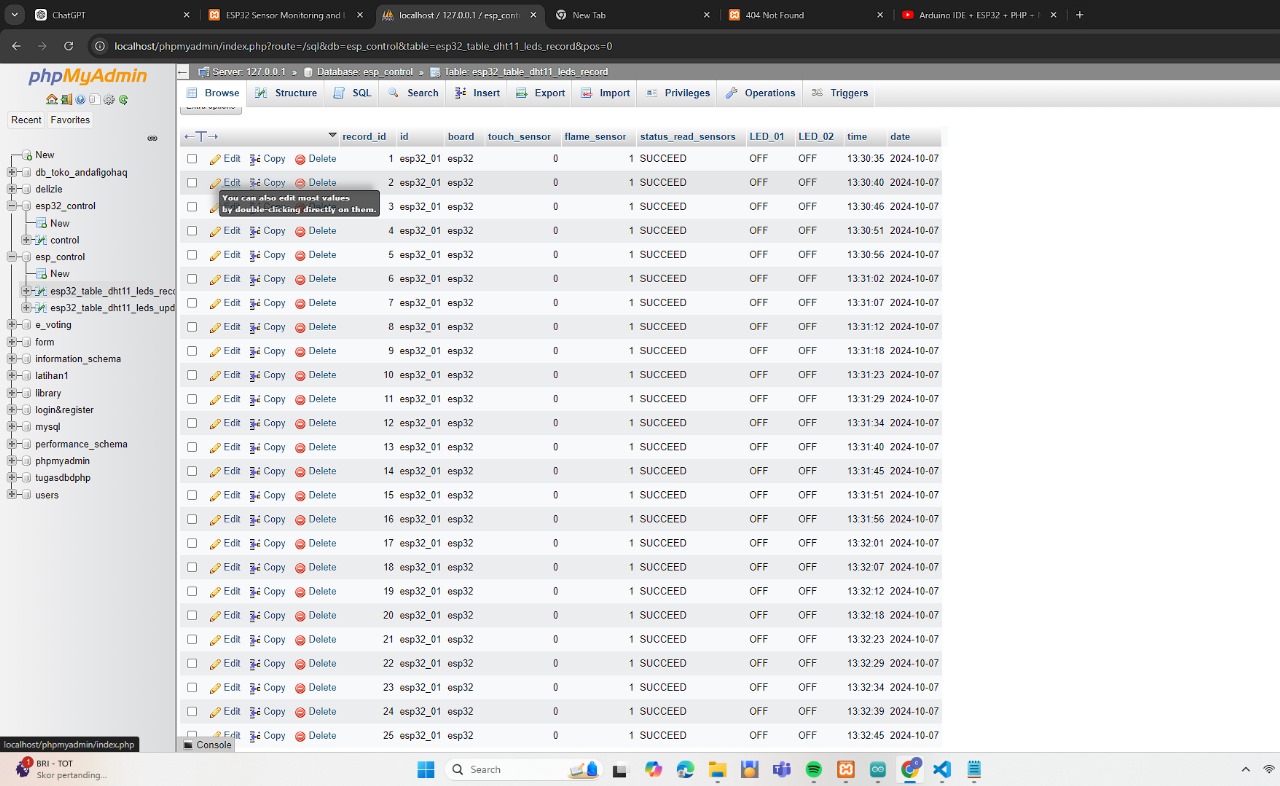 ChatGPT
ESP32 Sensor Monitoring and L
localhost / 127.0.0.1 / esp_cont
New Tab
404 Not Found
Arduino IDE + ESP32 + PHP +
localhost/phpmyadmin/index.php?route=/sql&db=esp_control&table=esp32_table_dht11_leds_record&pos=0
phpMyAdmin
Recent Favorites
New
db_toko_andafigohaq
delizie
esp32_control
New
control
esp_control
New
esp32_table_dht11_leds_reco
esp32_table_dht11_leds_upd
e_voting
form
information_schema
latihan1
library
login&register
mysql
performance_schema
phpmyadmin
tugasdbdphp
users
Server: 127.0.0.1 » Database: esp_control » Table: esp32_table_dht11_leds_record
Browse Structure SQL Search Insert Export Import Privileges Operations Triggers
Extra options
record_id id board touch_sensor flame_sensor status_read_sensors LED_01 LED_02 time date
Edit Copy Delete 1 esp32_01 esp32 0 1 SUCCEED OFF OFF 13:30:35 2024-10-07
Edit Copy Delete 2 esp32_01 esp32 0 1 SUCCEED OFF OFF 13:30:40 2024-10-07
You can also edit most values
by double-clicking directly on them.
3 esp32_01 esp32 0 1 SUCCEED OFF OFF 13:30:46 2024-10-07
Edit Copy Delete 4 esp32_01 esp32 0 1 SUCCEED OFF OFF 13:30:51 2024-10-07
Edit Copy Delete 5 esp32_01 esp32 0 1 SUCCEED OFF OFF 13:30:56 2024-10-07
Edit Copy Delete 6 esp32_01 esp32 0 1 SUCCEED OFF OFF 13:31:02 2024-10-07
Edit Copy Delete 7 esp32_01 esp32 0 1 SUCCEED OFF OFF 13:31:07 2024-10-07
Edit Copy Delete 8 esp32_01 esp32 0 1 SUCCEED OFF OFF 13:31:12 2024-10-07
Edit Copy Delete 9 esp32_01 esp32 0 1 SUCCEED OFF OFF 13:31:18 2024-10-07
Edit Copy Delete 10 esp32_01 esp32 0 1 SUCCEED OFF OFF 13:31:23 2024-10-07
Edit Copy Delete 11 esp32_01 esp32 0 1 SUCCEED OFF OFF 13:31:29 2024-10-07
Edit Copy Delete 12 esp32_01 esp32 0 1 SUCCEED OFF OFF 13:31:34 2024-10-07
Edit Copy Delete 13 esp32_01 esp32 0 1 SUCCEED OFF OFF 13:31:40 2024-10-07
Edit Copy Delete 14 esp32_01 esp32 0 1 SUCCEED OFF OFF 13:31:45 2024-10-07
Edit Copy Delete 15 esp32_01 esp32 0 1 SUCCEED OFF OFF 13:31:51 2024-10-07
Edit Copy Delete 16 esp32_01 esp32 0 1 SUCCEED OFF OFF 13:31:56 2024-10-07
Edit Copy Delete 17 esp32_01 esp32 0 1 SUCCEED OFF OFF 13:32:01 2024-10-07
Edit Copy Delete 18 esp32_01 esp32 0 1 SUCCEED OFF OFF 13:32:07 2024-10-07
Edit Copy Delete 19 esp32_01 esp32 0 1 SUCCEED OFF OFF 13:32:12 2024-10-07
Edit Copy Delete 20 esp32_01 esp32 0 1 SUCCEED OFF OFF 13:32:18 2024-10-07
Edit Copy Delete 21 esp32_01 esp32 0 1 SUCCEED OFF OFF 13:32:23 2024-10-07
Edit Copy Delete 22 esp32_01 esp32 0 1 SUCCEED OFF OFF 13:32:29 2024-10-07
Edit Copy Delete 23 esp32_01 esp32 0 1 SUCCEED OFF OFF 13:32:34 2024-10-07
Edit Copy Delete 24 esp32_01 esp32 0 1 SUCCEED OFF OFF 13:32:39 2024-10-07
Edit Copy Delete 25 esp32_01 esp32 0 1 SUCCEED OFF OFF 13:32:45 2024-10-07
localhost/phpmyadmin/index.php
Console
1
BRI - TOT
Skor pertanding...
Search